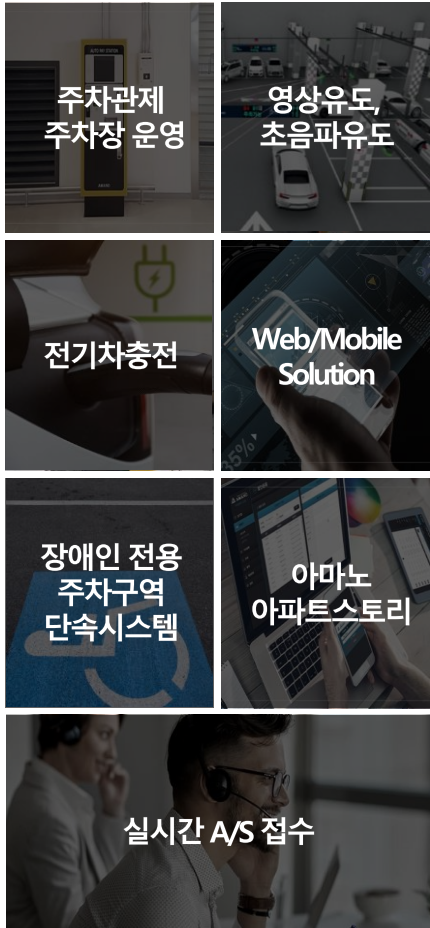 주차관제
주차장 운영
영상유도,
초음파유도
전기차충전
Web/Mobile
Solution
35%
장애인 전용
주차구역
단속시스템
아마노
아파트스토리
실시간 A/S 접수